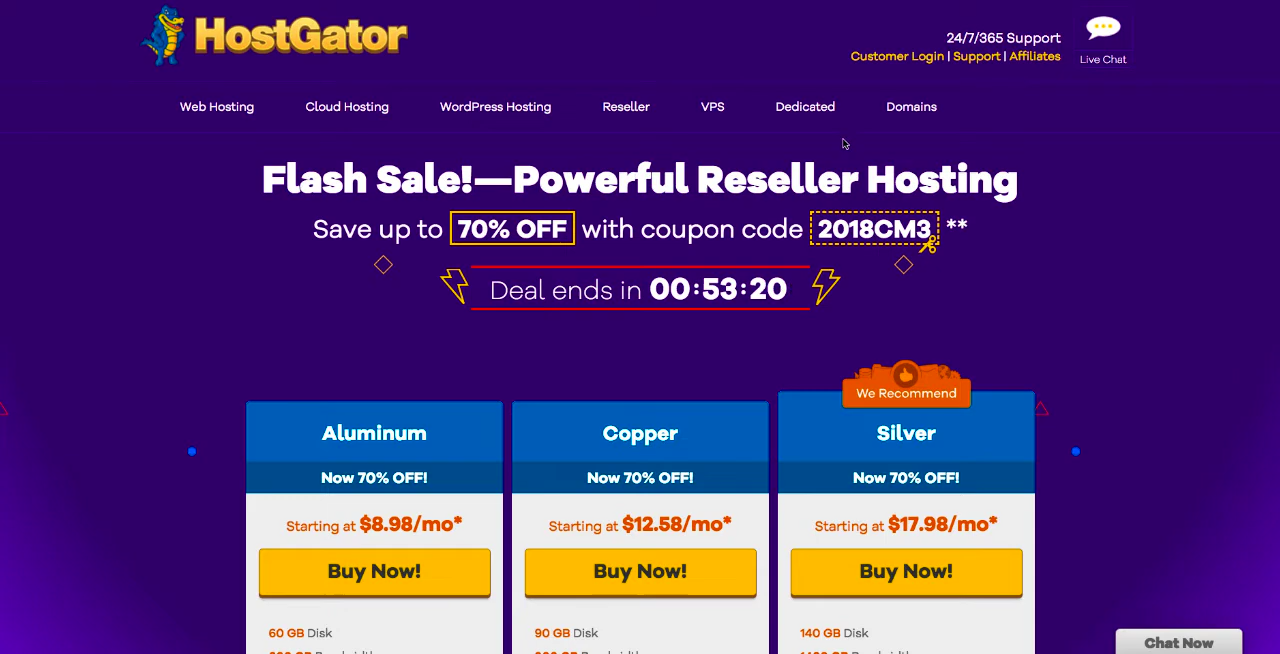 HostGator
24/7/365 Support
Customer Login | Support | Affiliates
Live Chat
Web Hosting Cloud Hosting WordPress Hosting Reseller VPS Dedicated Domains
Flash Sale!—Powerful Reseller Hosting
Save up to 70% OFF with coupon code 2018CM3 **
Deal ends in 00:53:20
We Recommend
Aluminum Copper Silver
Now 70% OFF! Now 70% OFF! Now 70% OFF!
Starting at $8.98/mo* Starting at $12.58/mo* Starting at $17.98/mo*
Buy Now! Buy Now! Buy Now!
60 GB Disk 90 GB Disk 140 GB Disk
Chat Now